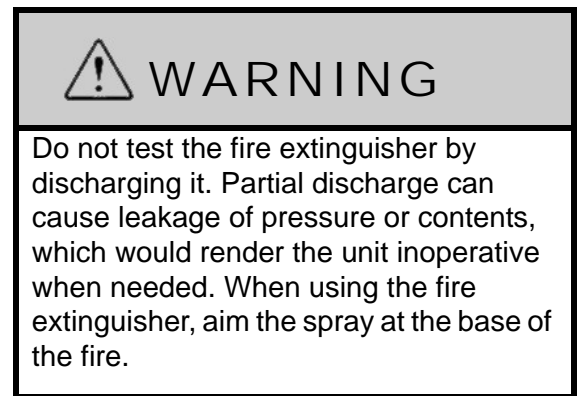 WARNING
Do not test the fire extinguisher by
discharging it. Partial discharge can
cause leakage of pressure or contents,
which would render the unit inoperative
when needed. When using the fire
extinguisher, aim the spray at the base of
the fire.